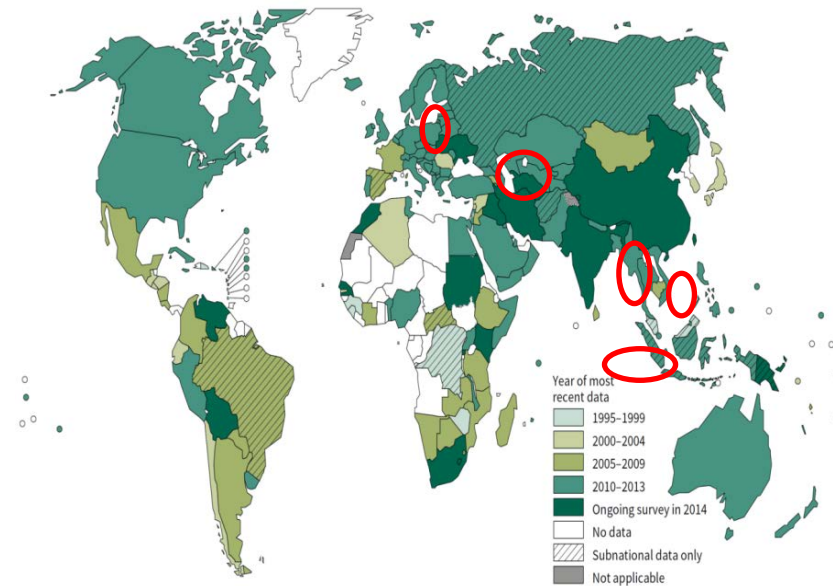 Year of most
recent data
1995–1999
2000–2004
2005–2009
2010–2013
Ongoing survey in 2014
No data
Subnational data only
Not applicable